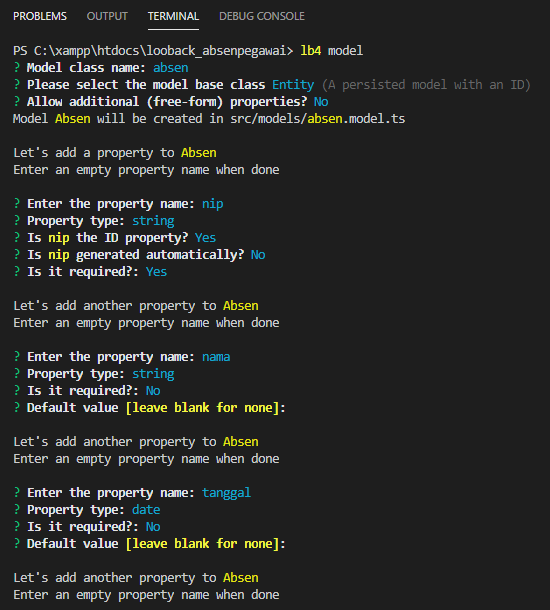 PROBLEMS OUTPUT TERMINAL DEBUG CONSOLE
PS C:\xampp\htdocs\looback_absenpegawai> lb4 model
? Model class name: absen
? Please select the model base class Entity (A persisted model with an ID)
? Allow additional (free-form) properties? No
Model Absen will be created in src/models/absen.model.ts
Let's add a property to Absen
Enter an empty property name when done
? Enter the property name: nip
? Property type: string
? Is nip the ID property? Yes
? Is nip generated automatically? No
? Is it required?: Yes
Let's add another property to Absen
Enter an empty property name when done
? Enter the property name: nama
? Property type: string
? Is it required?: No
? Default value [leave blank for none]:
Let's add another property to Absen
Enter an empty property name when done
? Enter the property name: tanggal
? Property type: date
? Is it required?: No
? Default value [leave blank for none]:
Let's add another property to Absen
Enter an empty property name when done